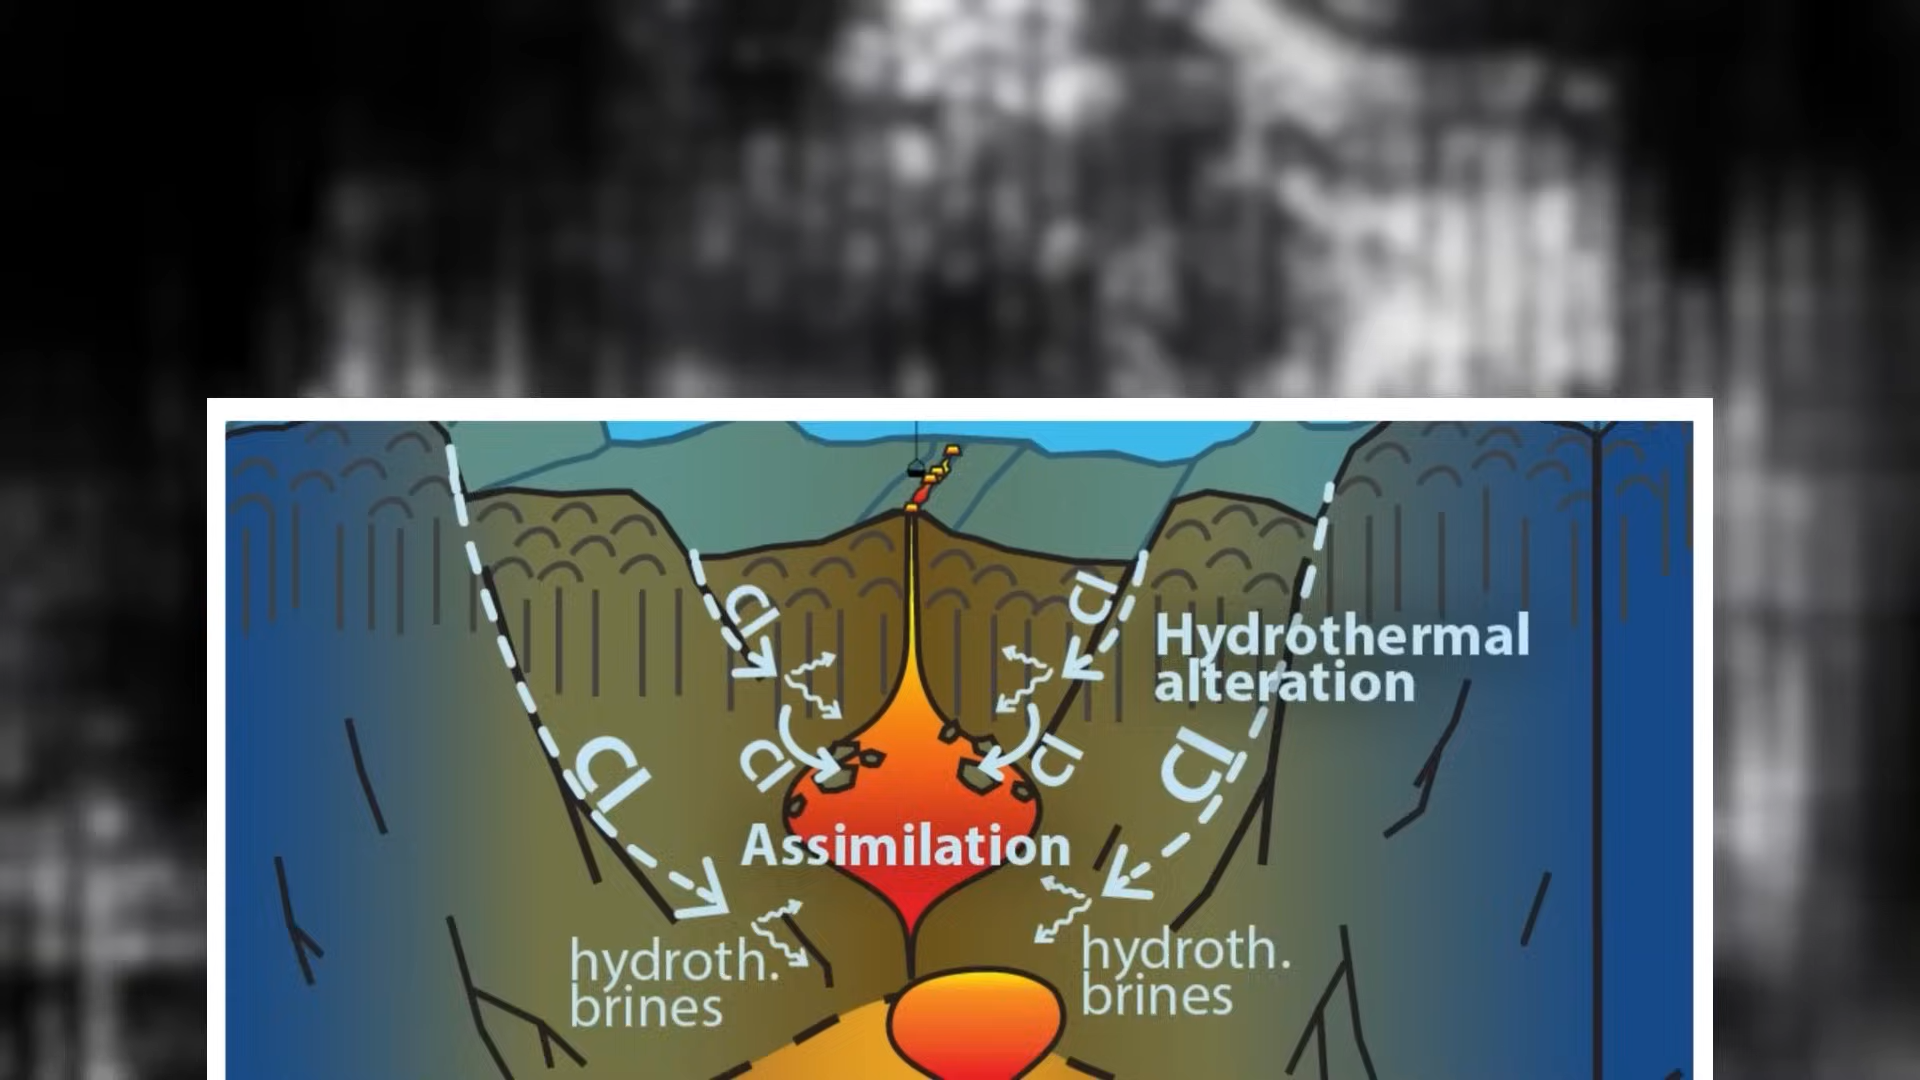 Cl
Cl
Hydrothermal
alteration
Cl
Cl
Cl
Cl
Assimilation
hydroth.
brines
hydroth.
brines